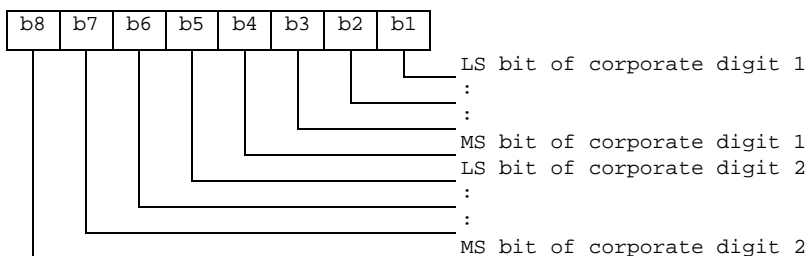 b8 b7 b6 b5 b4 b3 b2 b1
LS bit of corporate digit 1
:
:
MS bit of corporate digit 1
LS bit of corporate digit 2
:
:
MS bit of corporate digit 2